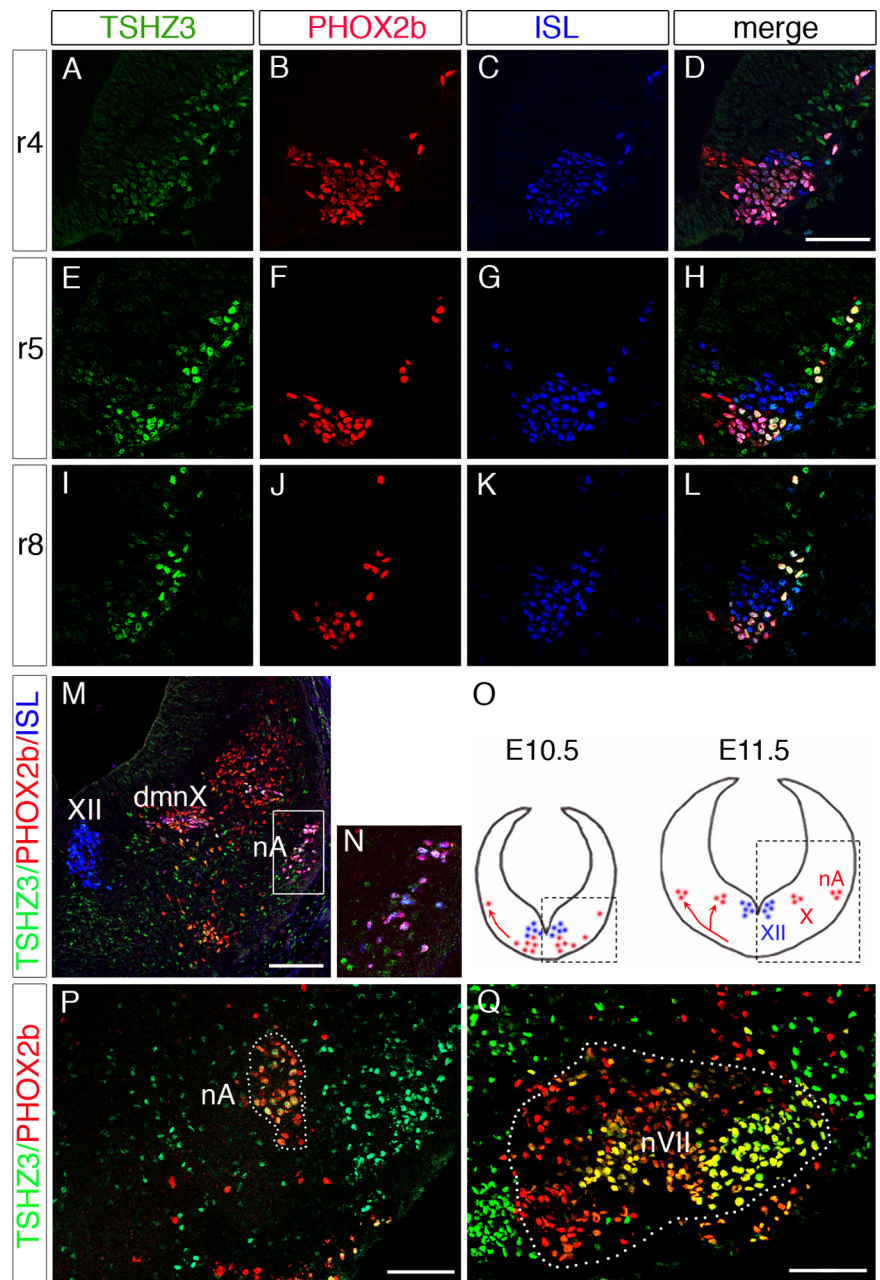 TSHZ3 PHOX2b ISL merge
r4
A B C D
r5
E F G H
r8
I J K L
TSHZ3/PHOX2b/ISL
M
XII dmnX
nA
N
O
E10.5 E11.5
nA
X
XII
TSHZ3/PHOX2b
P
nA
Q
nVII